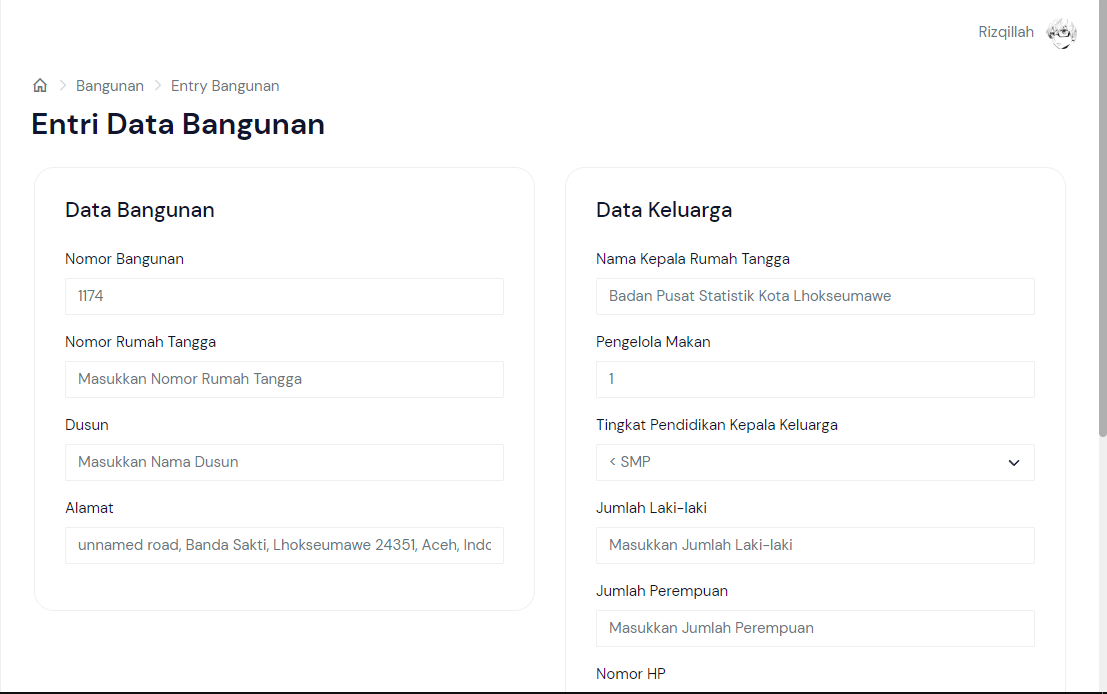 Rizqillah
Bangunan > Entry Bangunan
Entri Data Bangunan
Data Bangunan
Nomor Bangunan
1174
Nomor Rumah Tangga
Masukkan Nomor Rumah Tangga
Dusun
Masukkan Nama Dusun
Alamat
unnamed road, Banda Sakti, Lhokseumawe 24351, Aceh, Indo
Data Keluarga
Nama Kepala Rumah Tangga
Badan Pusat Statistik Kota Lhokseumawe
Pengelola Makan
1
Tingkat Pendidikan Kepala Keluarga
< SMP
Jumlah Laki-laki
Masukkan Jumlah Laki-laki
Jumlah Perempuan
Masukkan Jumlah Perempuan
Nomor HP